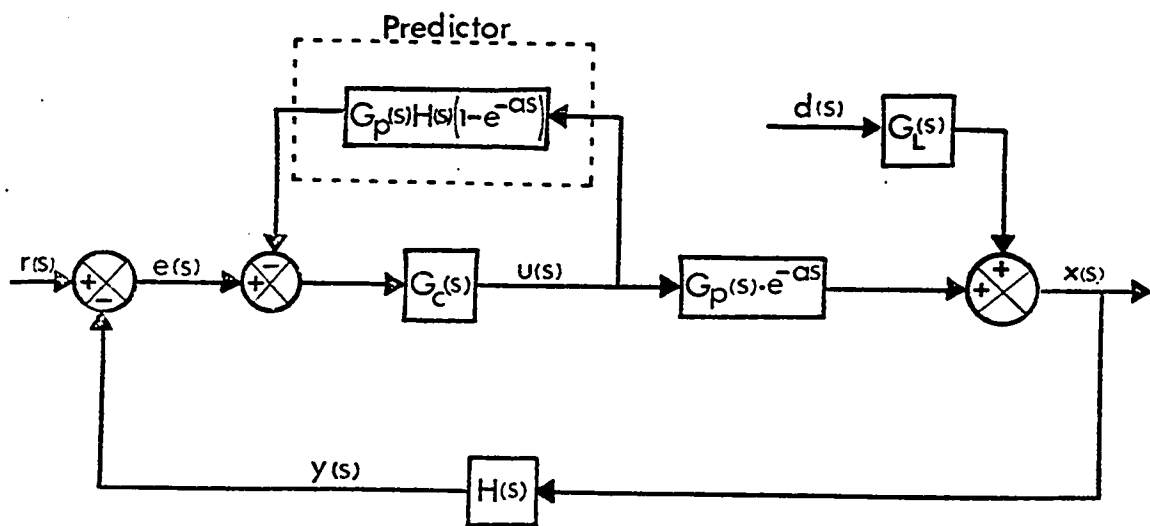 Predictor
Gp(s)H(s)(1-e^-as)
d(s)
GL(s)
r(s)
+
-
e(s)
-
+
Gc(s)
u(s)
Gp(s)·e^-as
+
+
x(s)
y(s)
H(s)